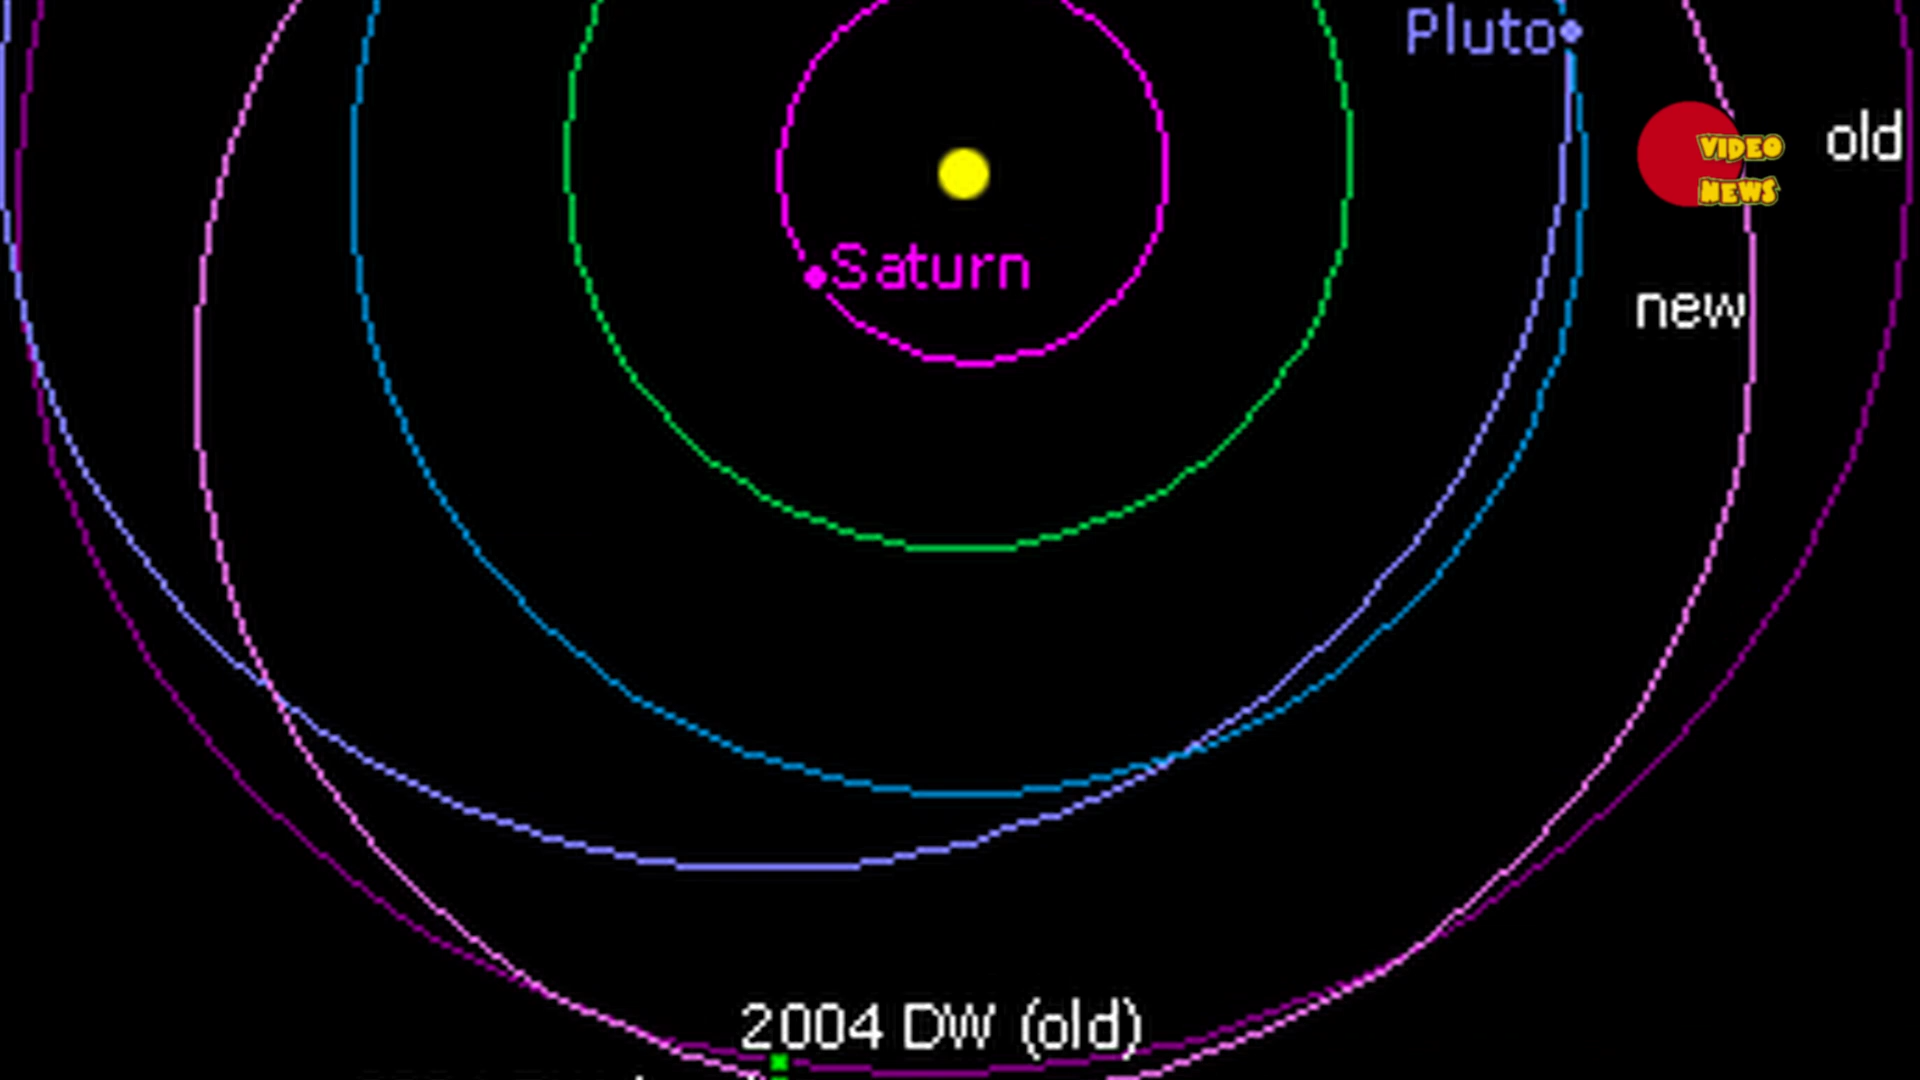 Pluto
old
VIDEO
NEWS
Saturn
new
2004 DW (old)